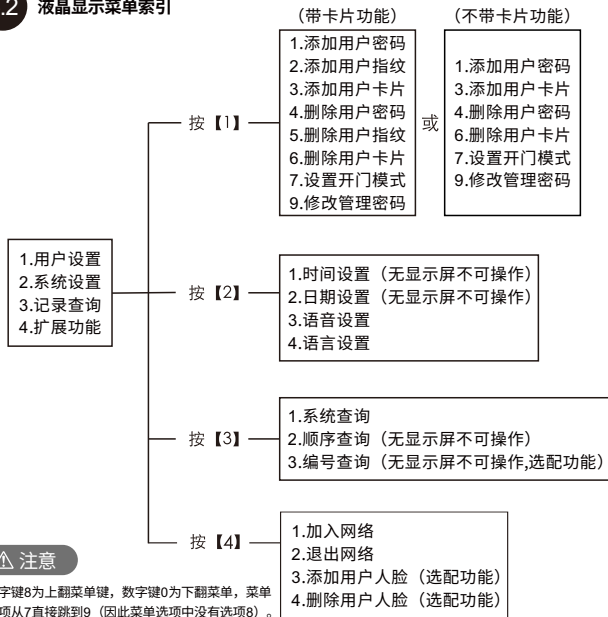 .2 液晶显示菜单索引
（带卡片功能）
（不带卡片功能）
1.添加用户密码
2.添加用户指纹
3.添加用户卡片
4.删除用户密码
5.删除用户指纹
6.删除用户卡片
7.设置开门模式
9.修改管理密码
或
1.添加用户密码
3.添加用户卡片
4.删除用户密码
6.删除用户卡片
7.设置开门模式
9.修改管理密码
按【1】
1.用户设置
2.系统设置
3.记录查询
4.扩展功能
按【2】
1.时间设置（无显示屏不可操作）
2.日期设置（无显示屏不可操作）
3.语音设置
4.语言设置
按【3】
1.系统查询
2.顺序查询（无显示屏不可操作）
3.编号查询（无显示屏不可操作,选配功能）
按【4】
1.加入网络
2.退出网络
3.添加用户人脸（选配功能）
4.删除用户人脸（选配功能）
注意
字键8为上翻菜单键，数字键0为下翻菜单，菜单
项从7直接跳到9（因此菜单选项中没有选项8）。